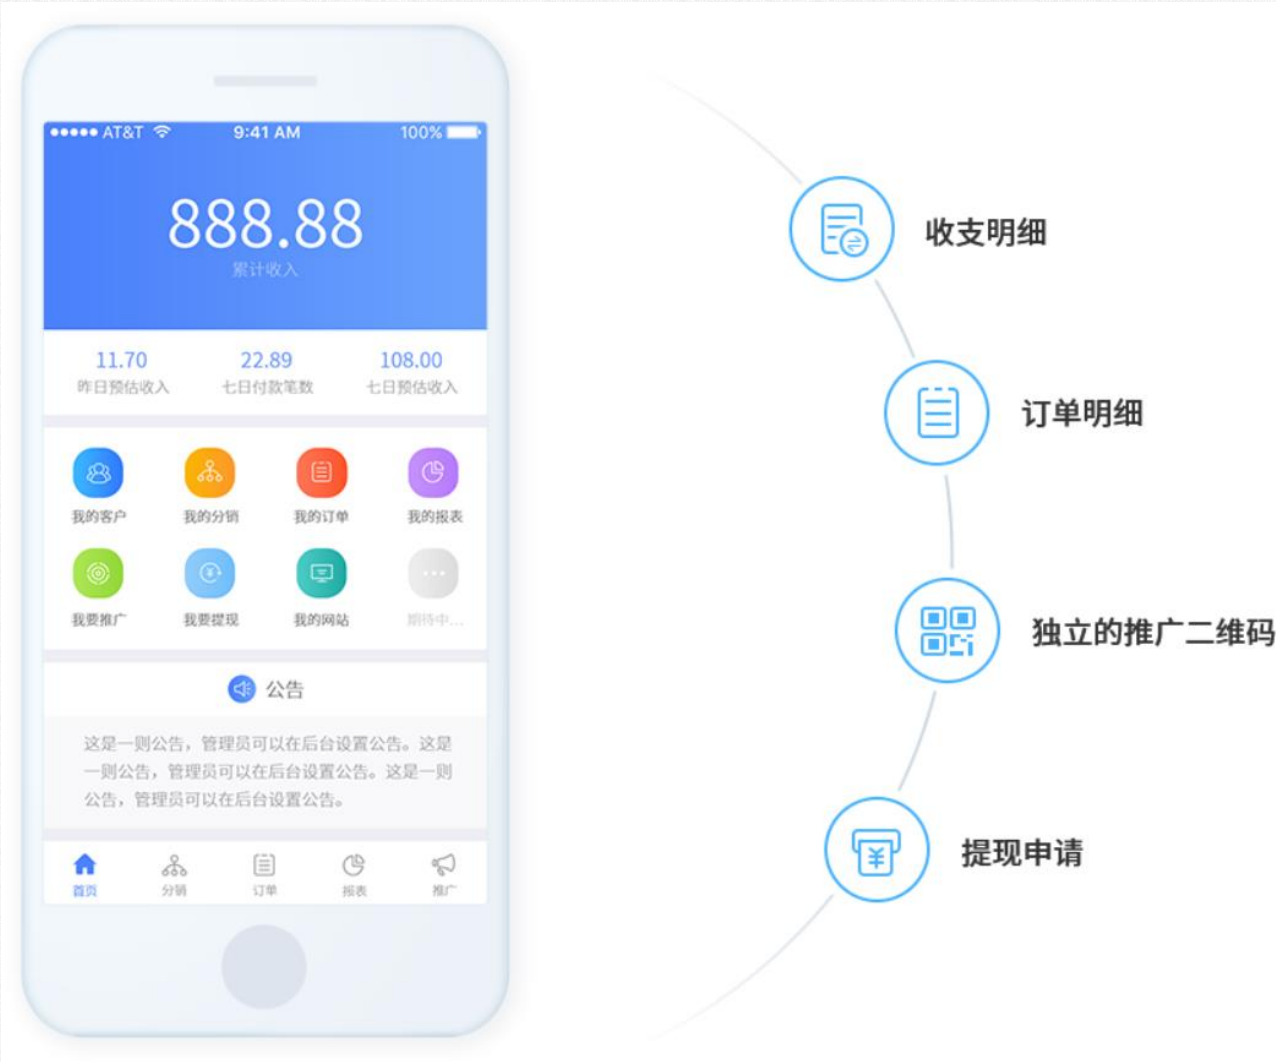 AT&T 9:41 AM 100%
888.88
累计收入
11.70 22.89 108.00
昨日预估收入 七日付款笔数 七日预估收入
我的客户 我的分销 我的订单 我的报表
我要推广 我要提现 我的网站 期待中...
公告
这是一则公告，管理员可以在后台设置公告。这是
一则公告，管理员可以在后台设置公告。这是一则
公告，管理员可以在后台设置公告。
首页 分销 订单 报表 推广
收支明细
订单明细
独立的推广二维码
提现申请